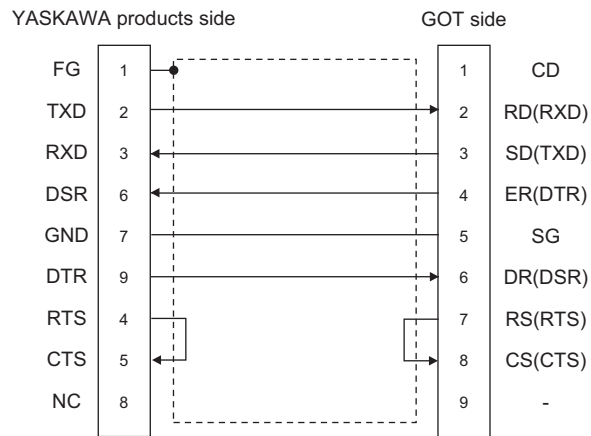 YASKAWA products side GOT side
FG 1 1 CD
TXD 2 2 RD(RXD)
RXD 3 3 SD(TXD)
DSR 6 4 ER(DTR)
GND 7 5 SG
DTR 9 6 DR(DSR)
RTS 4 7 RS(RTS)
CTS 5 8 CS(CTS)
NC 8 9 -